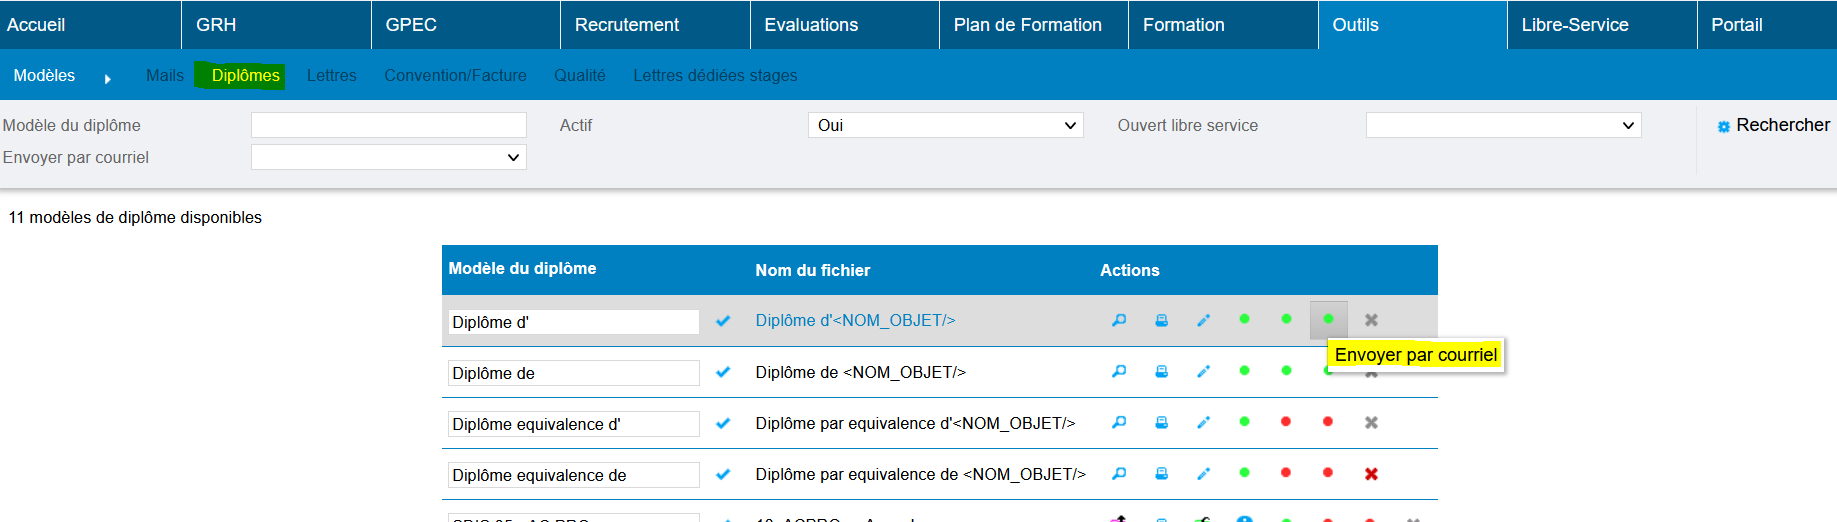 Accueil GRH GPEC Recrutement Evaluations Plan de Formation Formation Outils Libre-Service Portail
Modèles Mails Diplômes Lettres Convention/Facture Qualité Lettres dédiées stages
Modèle du diplôme Actif Oui Ouvert libre service Rechercher
Envoyer par courriel
11 modèles de diplôme disponibles
Modèle du diplôme Nom du fichier Actions
Diplôme d' Diplôme d'<NOM_OBJET/>
Envoyer par courriel
Diplôme de Diplôme de <NOM_OBJET/>
Diplôme equivalence d' Diplôme par equivalence d'<NOM_OBJET/>
Diplôme equivalence de Diplôme par equivalence de <NOM_OBJET/>